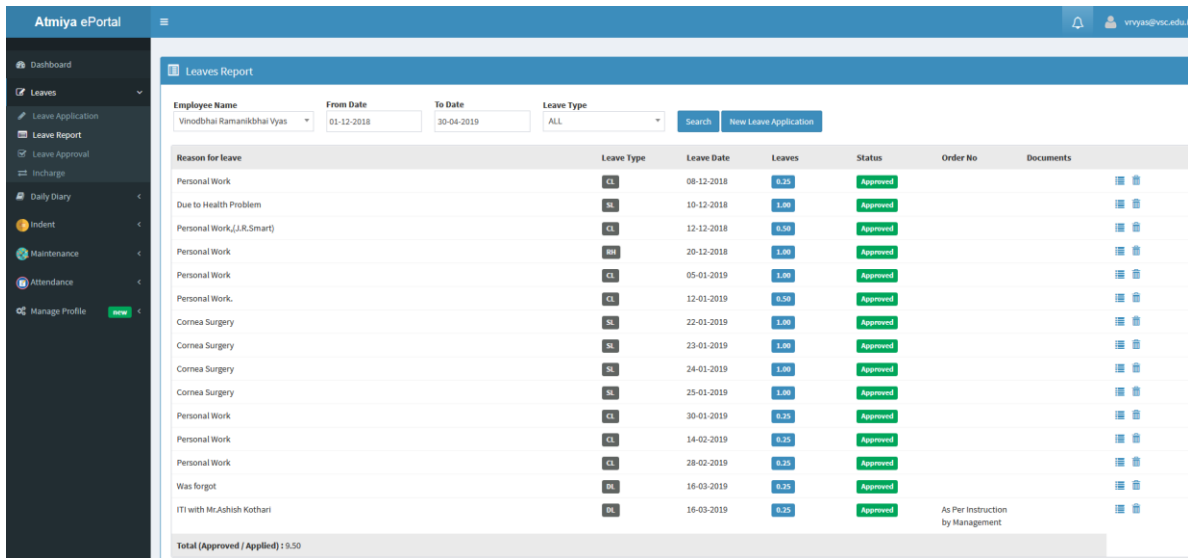 Atmiya ePortal
vrvyas@vsc.edu.i
Dashboard
Leaves
Leave Application
Leave Report
Leave Approval
Incharge
Daily Diary
Indent
Maintenance
Attendance
Manage Profile new
Leaves Report
Employee Name From Date To Date Leave Type
Vinodbhai Ramanikbhai Vyas 01-12-2018 30-04-2019 ALL Search New Leave Application
Reason for leave Leave Type Leave Date Leaves Status Order No Documents
Personal Work CL 08-12-2018 0.25 Approved
Due to Health Problem SL 10-12-2018 1.00 Approved
Personal Work,(J.R.Smart) CL 12-12-2018 0.50 Approved
Personal Work RH 20-12-2018 1.00 Approved
Personal Work CL 05-01-2019 1.00 Approved
Personal Work. CL 12-01-2019 0.50 Approved
Cornea Surgery SL 22-01-2019 1.00 Approved
Cornea Surgery SL 23-01-2019 1.00 Approved
Cornea Surgery SL 24-01-2019 1.00 Approved
Cornea Surgery SL 25-01-2019 1.00 Approved
Personal Work CL 30-01-2019 0.25 Approved
Personal Work CL 14-02-2019 0.25 Approved
Personal Work CL 28-02-2019 0.25 Approved
Was forgot DL 16-03-2019 0.25 Approved
ITI with Mr.Ashish Kothari DL 16-03-2019 0.25 Approved As Per Instruction
by Management
Total (Approved / Applied) : 9.50